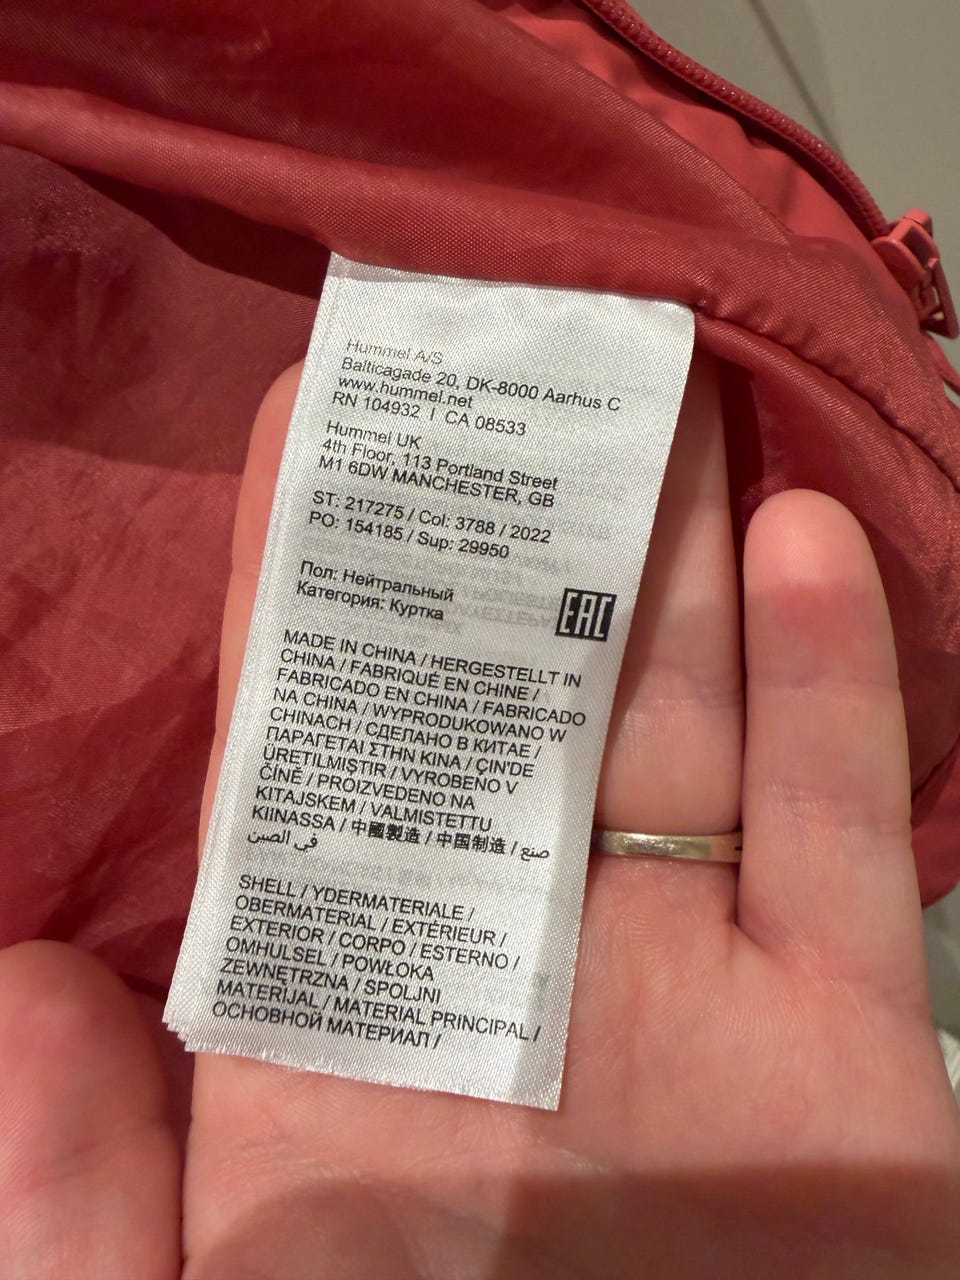 Hummel A/S
Balticagade 20, DK-8000 Aarhus C
www.hummel.net
RN 104932 | CA 08533
Hummel UK
4th Floor, 113 Portland Street
M1 6DW MANCHESTER, GB
ST: 217275 / Col: 3788 / 2022
PO: 154185 / Sup: 29950
Пол: Нейтральный
Категория: Куртка
EAC
MADE IN CHINA / HERGESTELLT IN
CHINA / FABRIQUÉ EN CHINE /
FABRICADO EN CHINA / FABRICADO
NA CHINA / WYPRODUKOWANO W
CHINACH / СДЕЛАНО В КИТАЕ /
ΠΑΡΑΓΕΤΑΙ ΣΤΗΝ ΚΙΝΑ / ÇIN'DE
ÜRETILMISTIR / VYROBENO V
ČÍNĚ / PROIZVEDENO NA
KITAJSKEM / VALMISTETTU
KIINASSA / 中國製造 / 中国制造 / صنع
في الصين
SHELL / YDERMATERIALE /
OBERMATERIAL / EXTÉRIEUR /
EXTERIOR / CORPO / ESTERNO /
OMHULSEL / POWŁOKA
ZEWNĘTRZNA / SPOLJNI
MATERIJAL / MATERIAL PRINCIPAL /
ОСНОВНОЙ МАТЕРИАЛ /